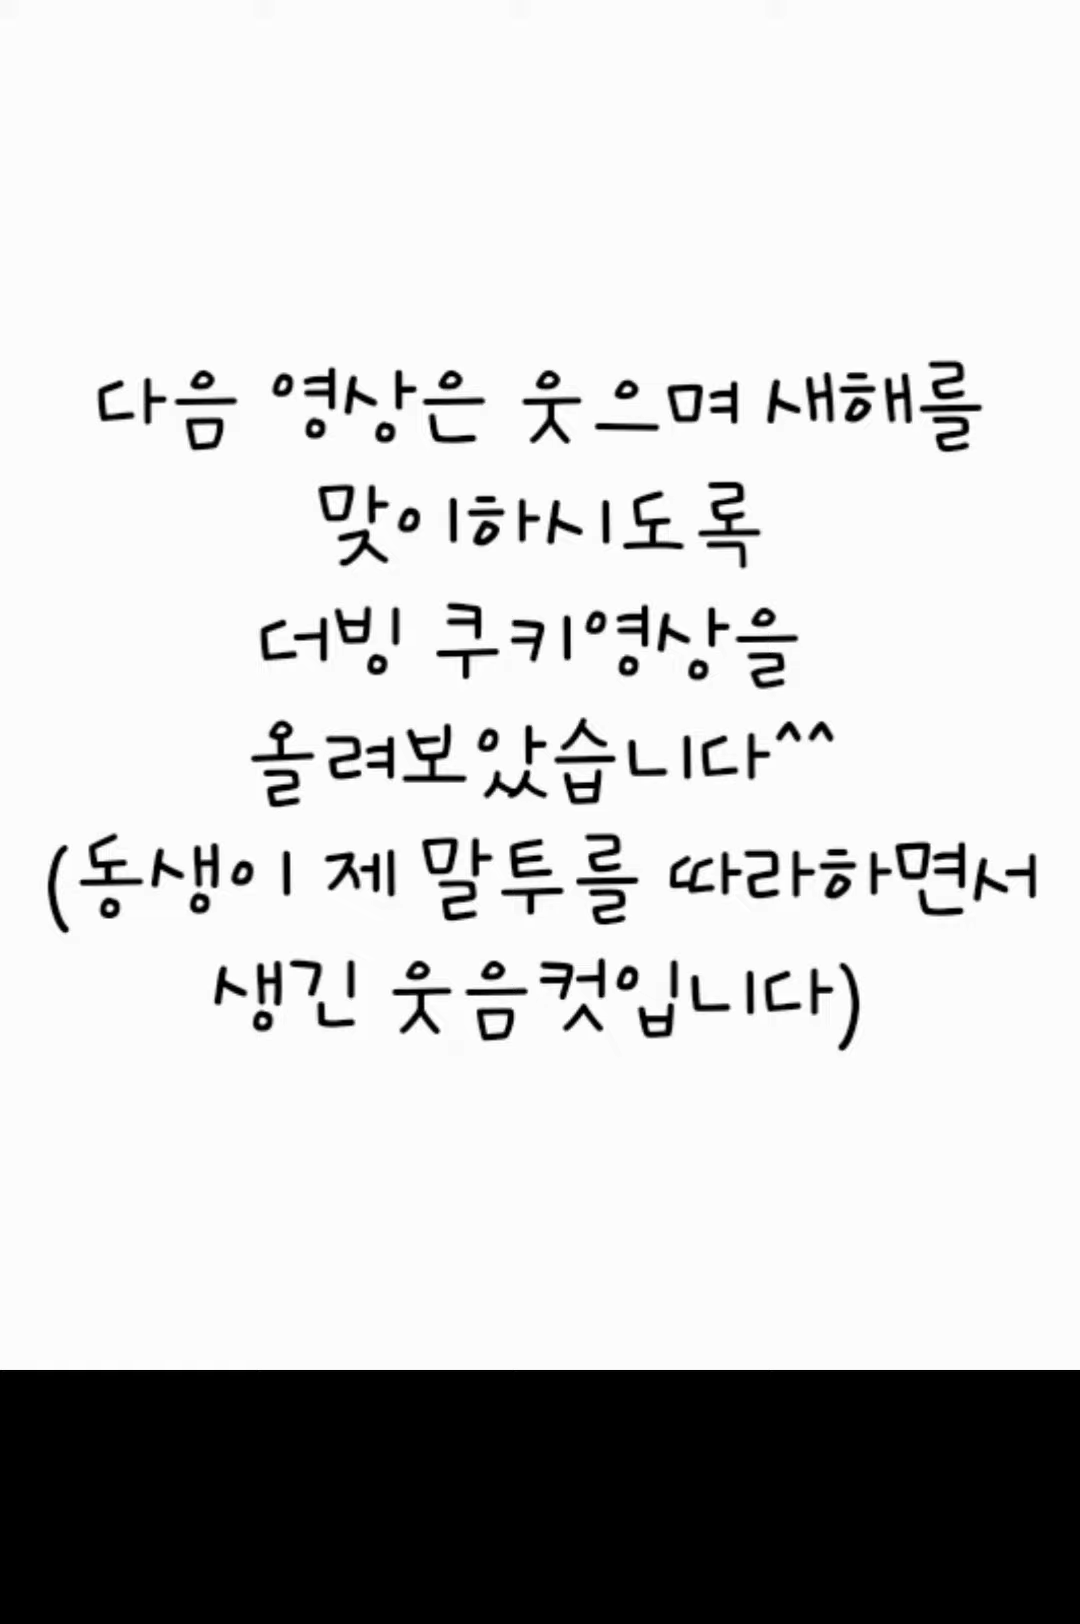 다음 영상은 웃으며 새해를
맞이하시도록
더빙 쿠키영상을
올려보았습니다^^
(동생이 제 말투를 따라하면서
생긴 웃음컷입니다)